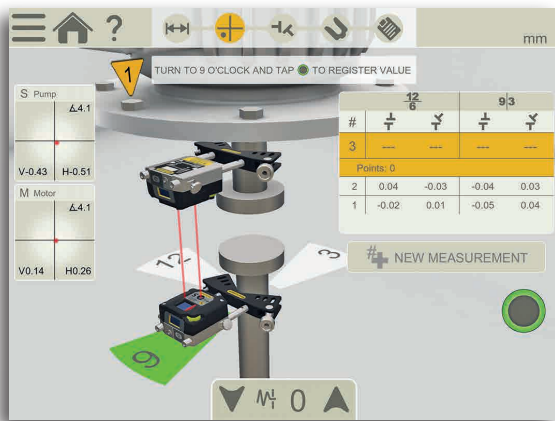 ?
mm
1
TURN TO 9 O'CLOCK AND TAP TO REGISTER VALUE
S Pump
∡4.1
V-0.43 H-0.51
M Motor
∡4.1
V0.14 H0.26
12
6
9 3
#
3 --- --- --- ---
Points: 0
2 0.04 -0.03 -0.04 0.03
1 -0.02 0.01 -0.05 0.04
# NEW MEASUREMENT
12
3
9
0